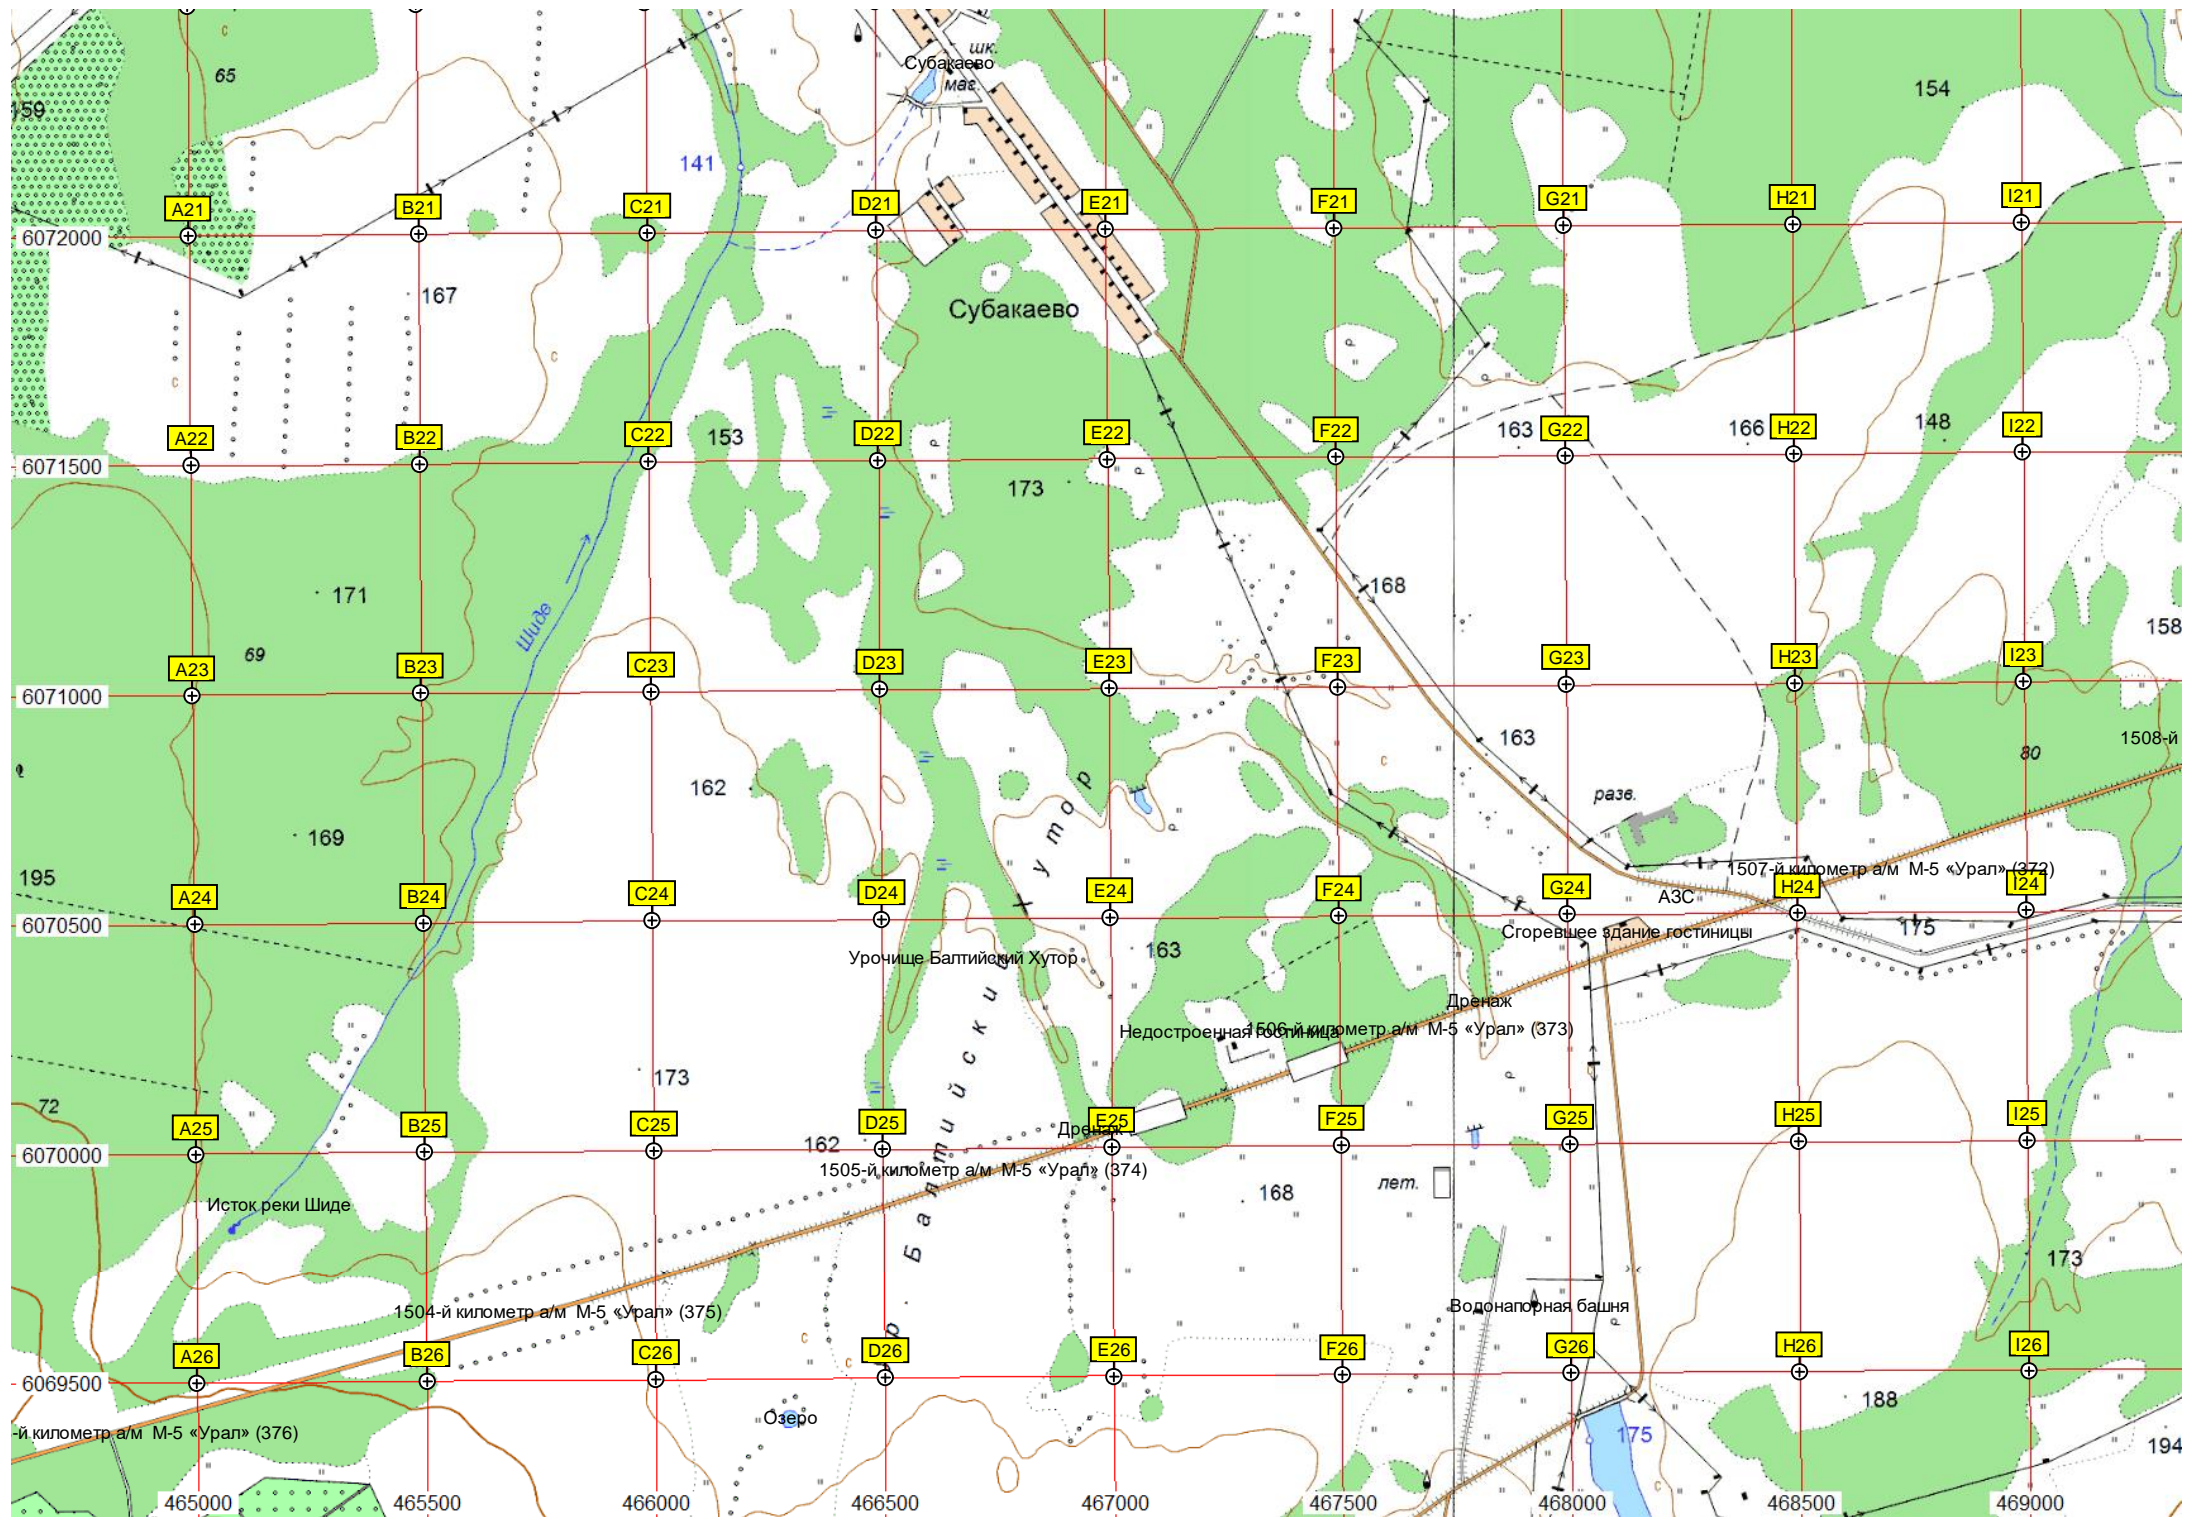 65
шк.
Субакаево
маг.
159
154
141
A21
B21
C21
D21
E21
F21
G21
H21
I21
6072000
167
Субакаево
A22
B22
C22
153
D22
E22
F22
163
G22
166
H22
148
I22
6071500
173
171
168
Шиде
158
69
A23
B23
C23
D23
E23
F23
G23
H23
I23
6071000
163
80
1508-й
162
разв.
169
195
1507-й километр а/м М-5 «Урал» (372)
A24
B24
C24
D24
E24
F24
G24
АЗС
H24
I24
6070500
175
Сгоревшее здание гостиницы
Урочище Балтийский Хутор
163
Дренаж
Недостроенная гостиница
1506-й километр а/м М-5 «Урал» (373)
173
72
A25
B25
C25
D25
E25
F25
G25
H25
I25
Дренаж
162
6070000
1505-й километр а/м М-5 «Урал» (374)
168
лет.
Исток реки Шиде
Балтийский Хутор
173
1504-й километр а/м М-5 «Урал» (375)
Водонапорная башня
ур
A26
B26
C26
D26
E26
F26
G26
H26
I26
6069500
188
Озеро
-й километр а/м М-5 «Урал» (376)
175
194
465000
465500
466000
466500
467000
467500
468000
468500
469000